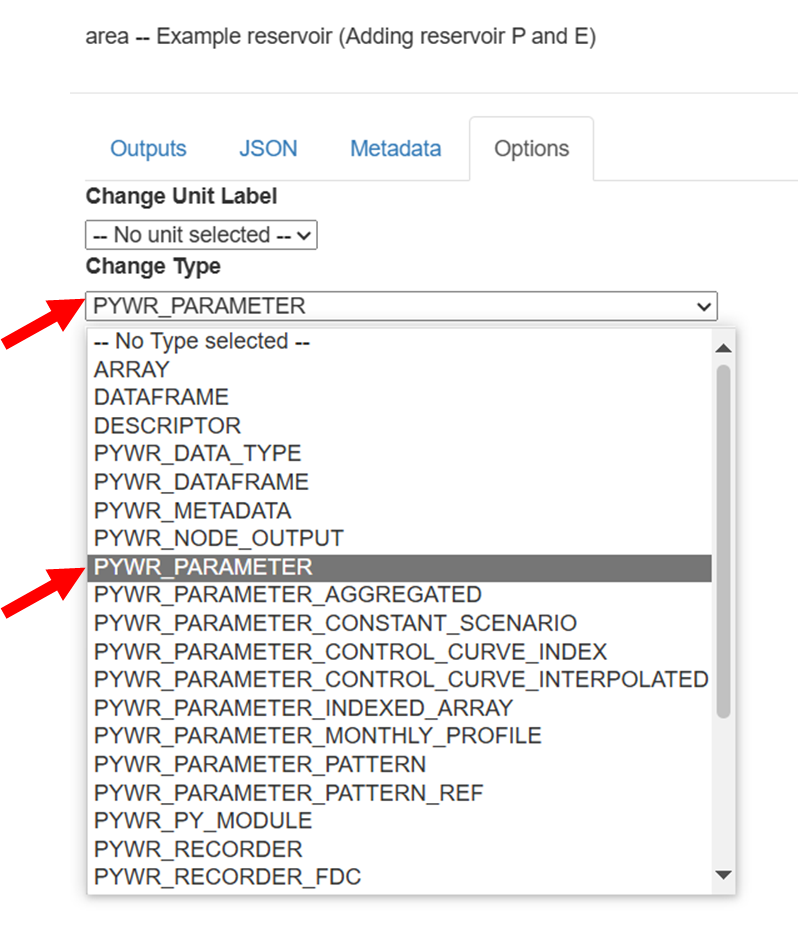 area -- Example reservoir (Adding reservoir P and E)
Outputs JSON Metadata Options
Change Unit Label
-- No unit selected --
Change Type
PYWR_PARAMETER
-- No Type selected --
ARRAY
DATAFRAME
DESCRIPTOR
PYWR_DATA_TYPE
PYWR_DATAFRAME
PYWR_METADATA
PYWR_NODE_OUTPUT
PYWR_PARAMETER
PYWR_PARAMETER_AGGREGATED
PYWR_PARAMETER_CONSTANT_SCENARIO
PYWR_PARAMETER_CONTROL_CURVE_INDEX
PYWR_PARAMETER_CONTROL_CURVE_INTERPOLATED
PYWR_PARAMETER_INDEXED_ARRAY
PYWR_PARAMETER_MONTHLY_PROFILE
PYWR_PARAMETER_PATTERN
PYWR_PARAMETER_PATTERN_REF
PYWR_PY_MODULE
PYWR_RECORDER
PYWR_RECORDER_FDC